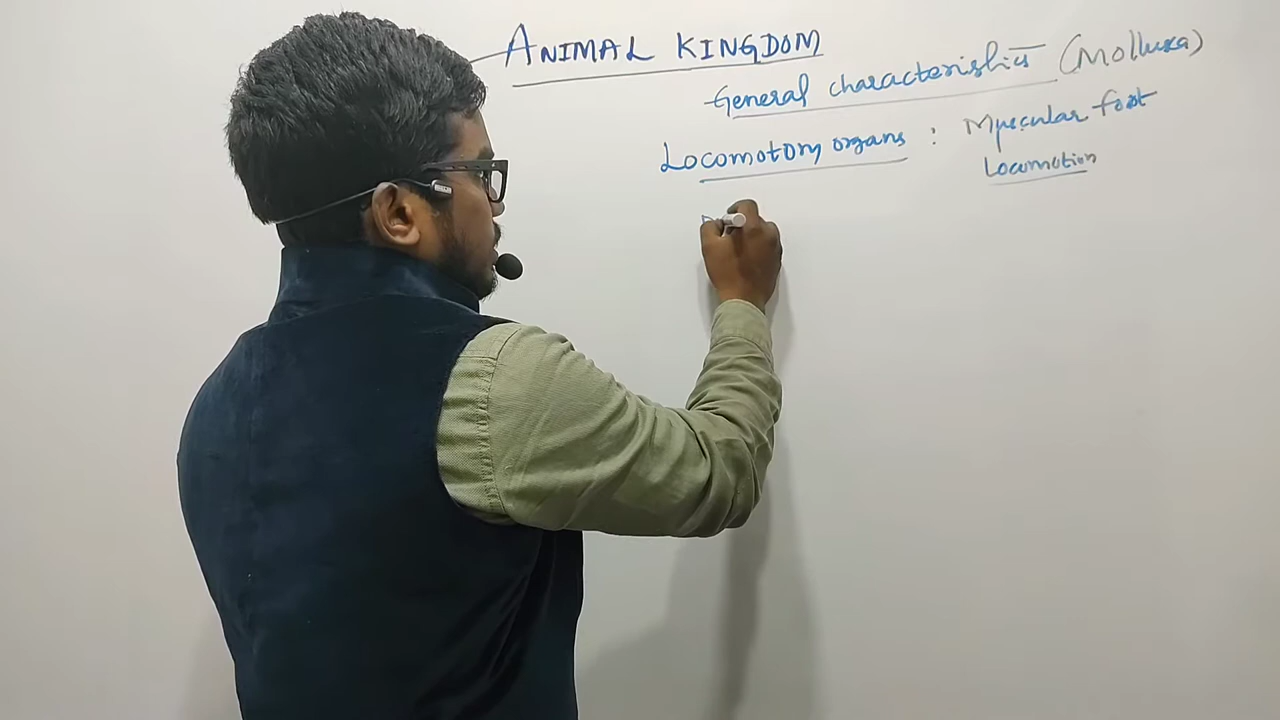 ANIMAL KINGDOM
General characteristics (Mollusca)
Locomotory organs : Muscular foot
Locomotion